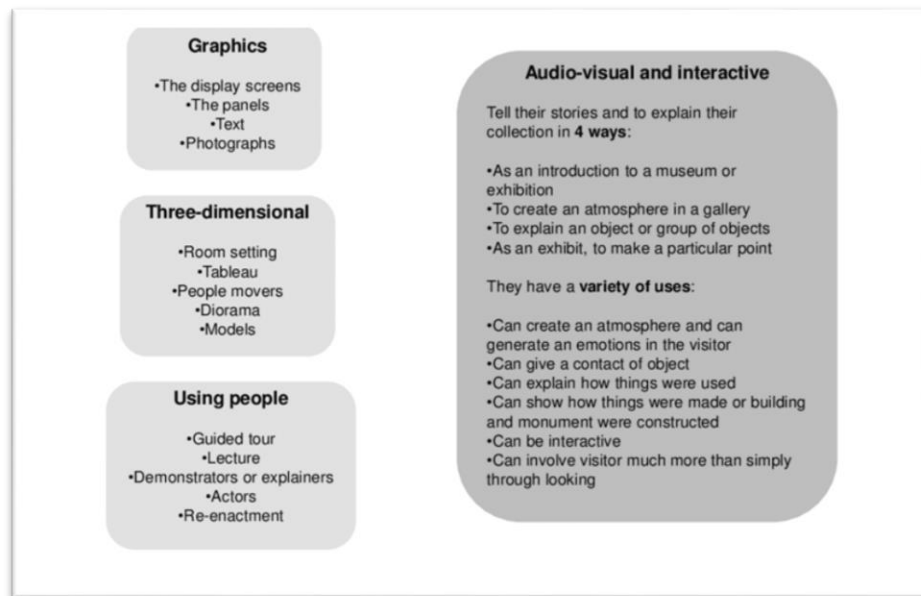 Graphics
•The display screens
•The panels
•Text
•Photographs
Three-dimensional
•Room setting
•Tableau
•People movers
•Diorama
•Models
Using people
•Guided tour
•Lecture
•Demonstrators or explainers
•Actors
•Re-enactment
Audio-visual and interactive
Tell their stories and to explain their
collection in 4 ways:
•As an introduction to a museum or
exhibition
•To create an atmosphere in a gallery
•To explain an object or group of objects
•As an exhibit, to make a particular point
They have a variety of uses:
•Can create an atmosphere and can
generate an emotions in the visitor
•Can give a contact of object
•Can explain how things were used
•Can show how things were made or building
and monument were constructed
•Can be interactive
•Can involve visitor much more than simply
through looking